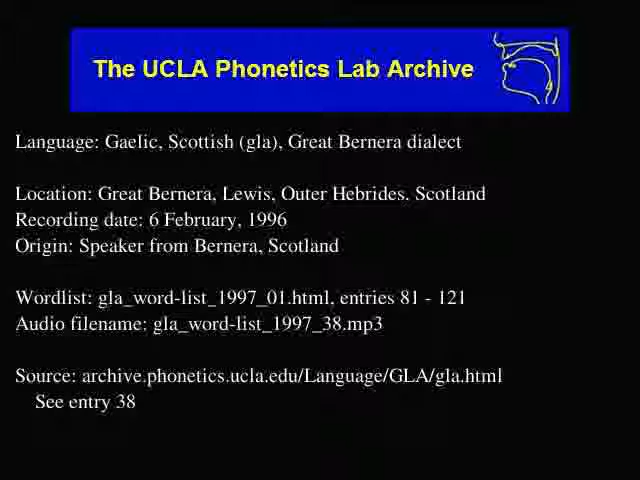 The UCLA Phonetics Lab Archive
Language: Gaelic, Scottish (gla), Great Bernera dialect
Location: Great Bernera, Lewis, Outer Hebrides. Scotland
Recording date: 6 February, 1996
Origin: Speaker from Bernera, Scotland
Wordlist: gla_word-list_1997_01.html, entries 81 - 121
Audio filename: gla_word-list_1997_38.mp3
Source: archive.phonetics.ucla.edu/Language/GLA/gla.html
See entry 38